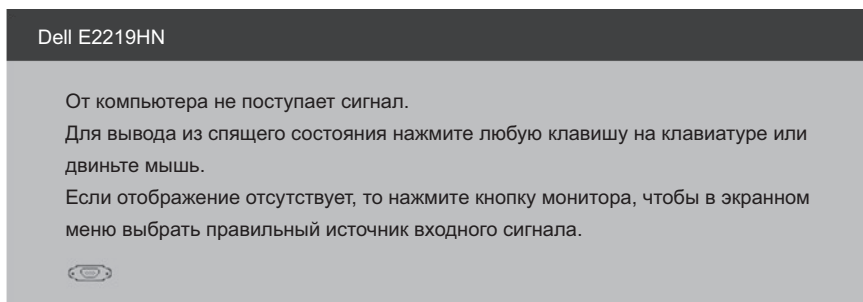 Dell E2219HN
От компьютера не поступает сигнал.
Для вывода из спящего состояния нажмите любую клавишу на клавиатуре или
двиньте мышь.
Если отображение отсутствует, то нажмите кнопку монитора, чтобы в экранном
меню выбрать правильный источник входного сигнала.